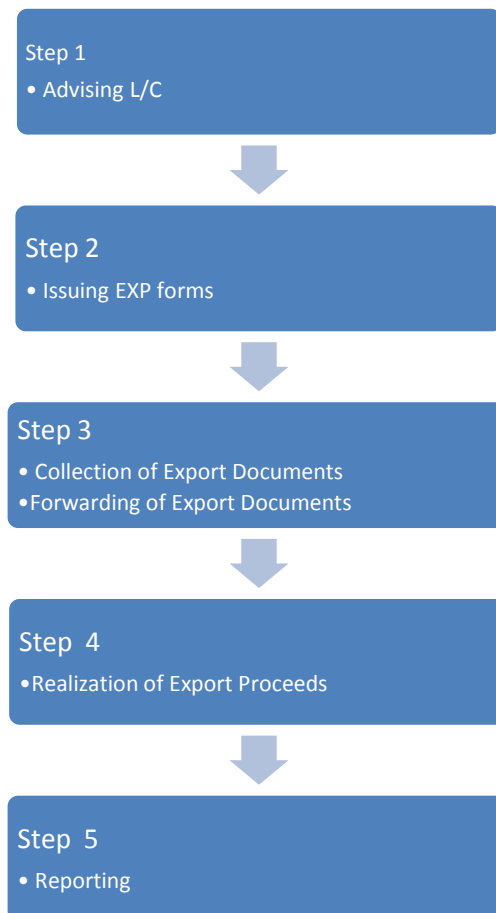 Step 1
• Advising L/C
Step 2
• Issuing EXP forms
Step 3
• Collection of Export Documents
•Forwarding of Export Documents
Step 4
•Realization of Export Proceeds
Step 5
• Reporting